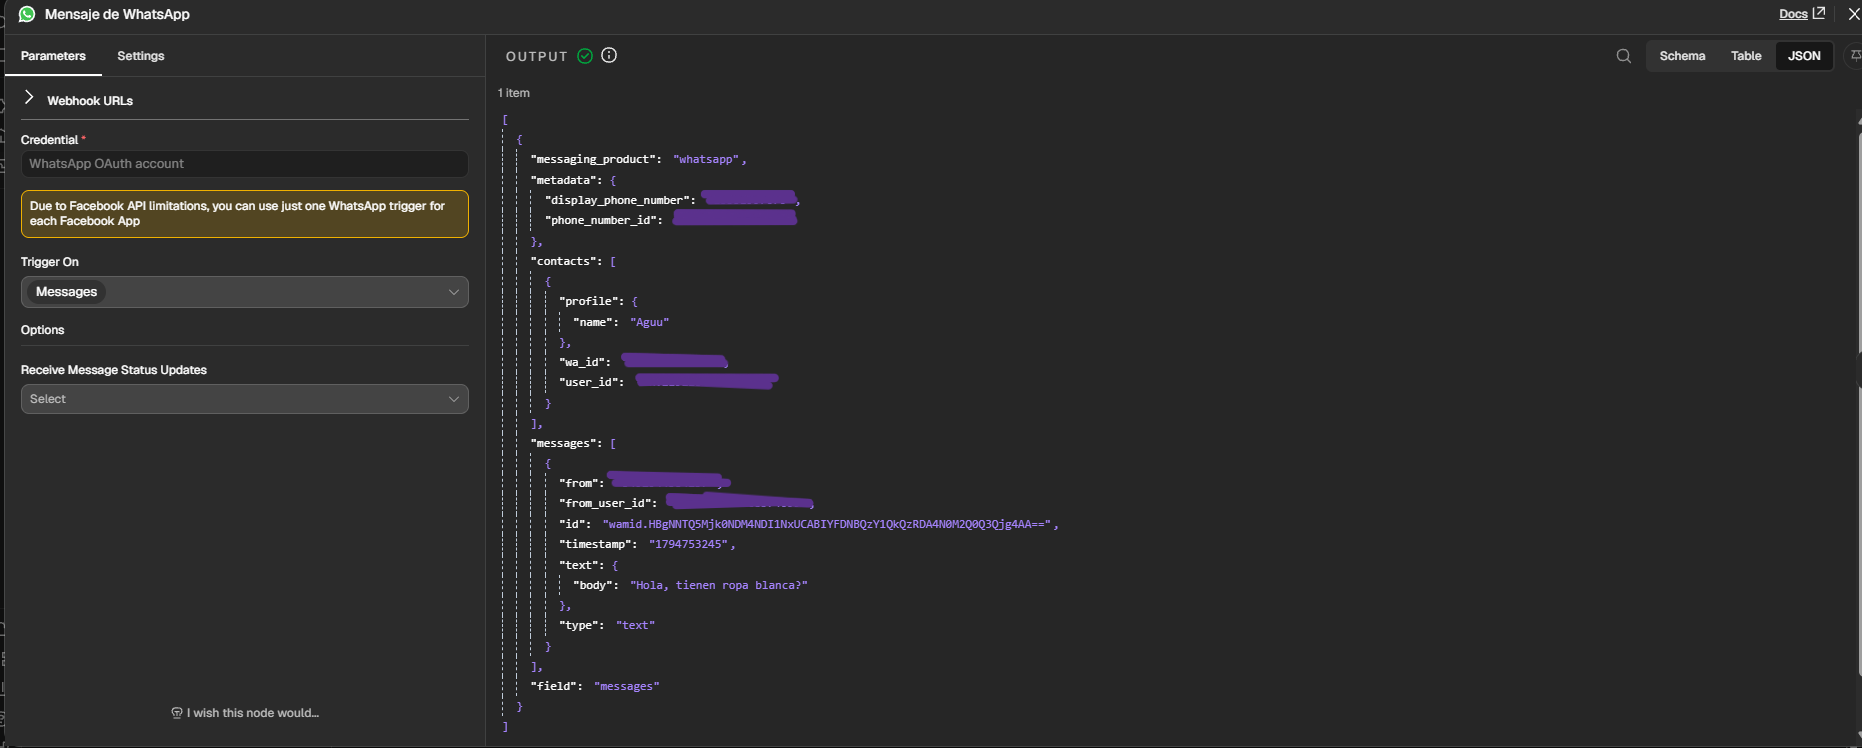 Mensaje de WhatsApp
Docs
Parameters
Settings
OUTPUT
Schema
Table
JSON
Webhook URLs
1 item
Credential *
WhatsApp OAuth account
Due to Facebook API limitations, you can use just one WhatsApp trigger for
each Facebook App
Trigger On
Messages
Options
Receive Message Status Updates
Select
I wish this node would...
[
{
"messaging_product": "whatsapp",
"metadata": {
"display_phone_number": ,
"phone_number_id":
},
"contacts": [
{
"profile": {
"name": "Aguu"
},
"wa_id":
"user_id":
}
],
"messages": [
{
"from":
"from_user_id":
"id": "wamid.HBgNNTQ5Mjk0NDM4NDI1NxUCABIYFDNBQzY1QkQzRDA4N0M2Q0Q3Qjg4AA==",
"timestamp": "1794753245",
"text": {
"body": "Hola, tienen ropa blanca?"
},
"type": "text"
}
],
"field": "messages"
}
]